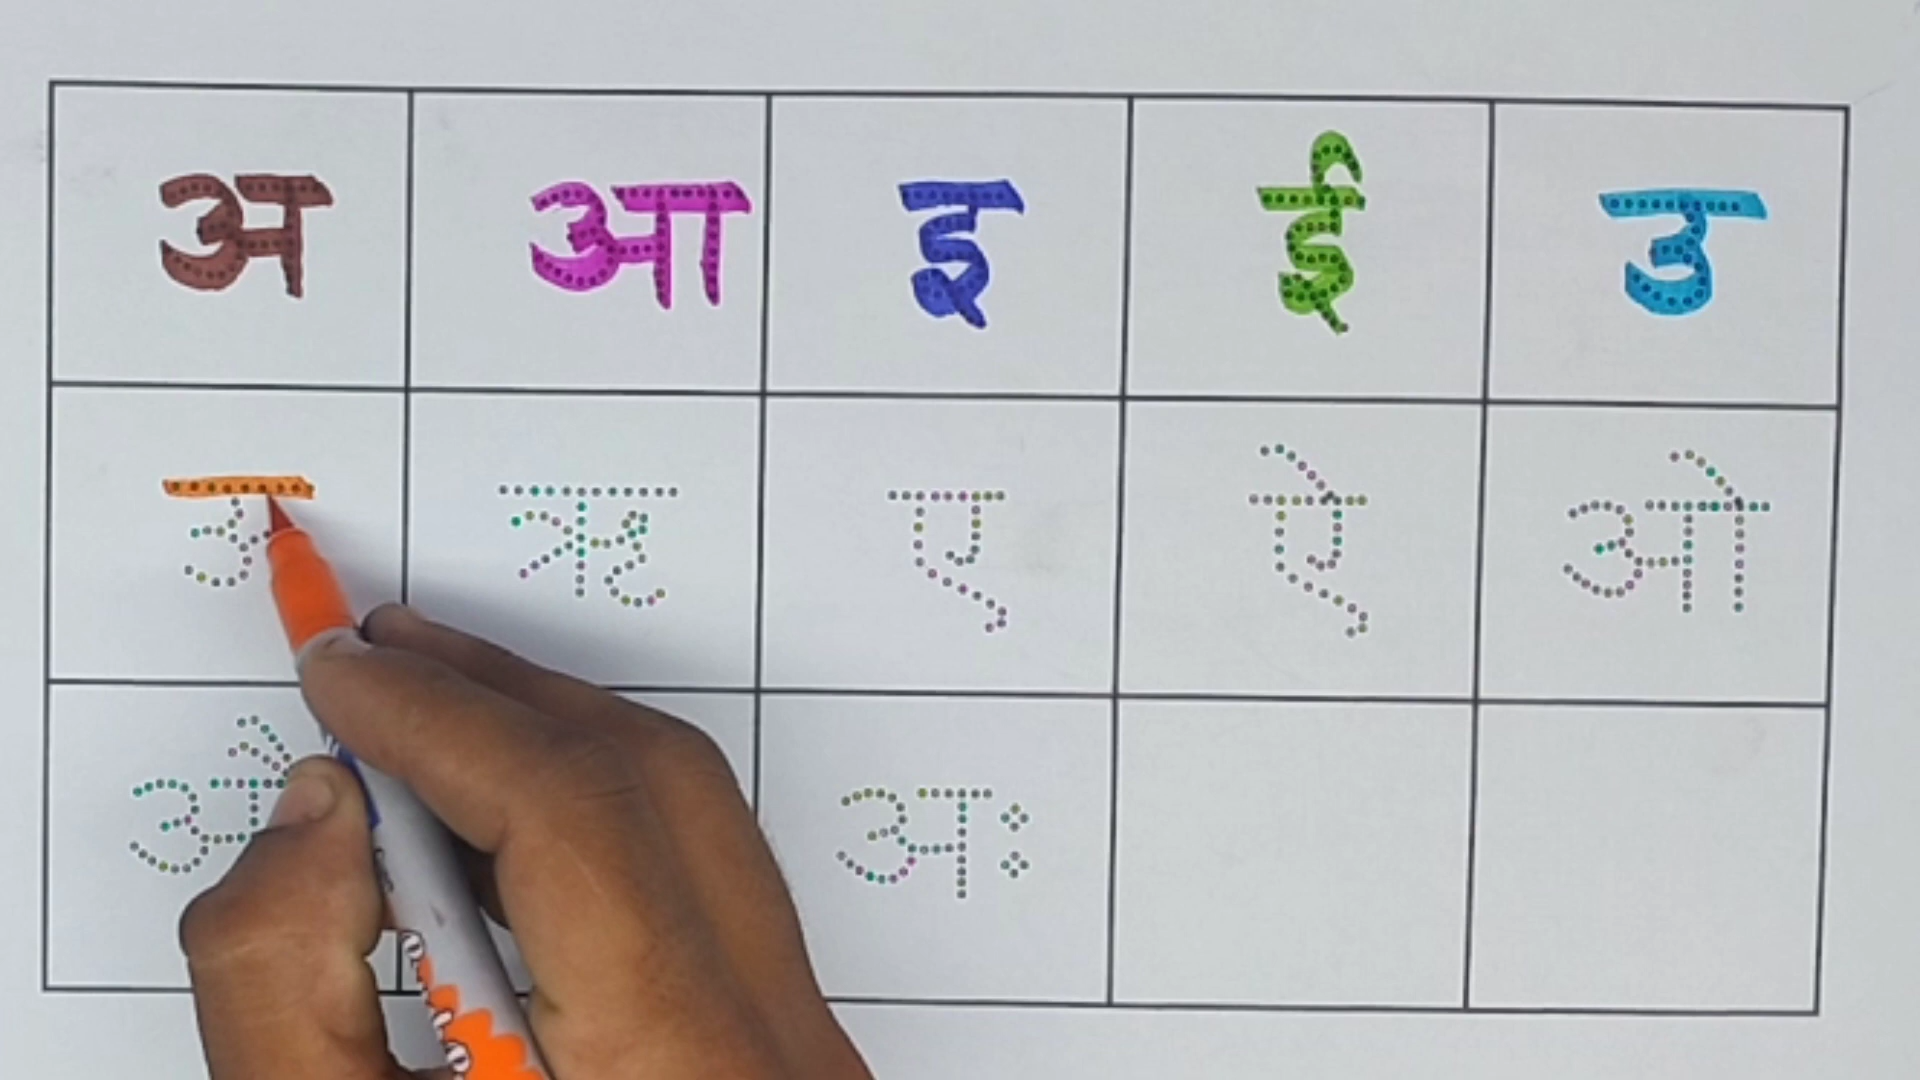 अ आ इ ई उ
ऊ ऋ ए ऐ ओ
औ अः